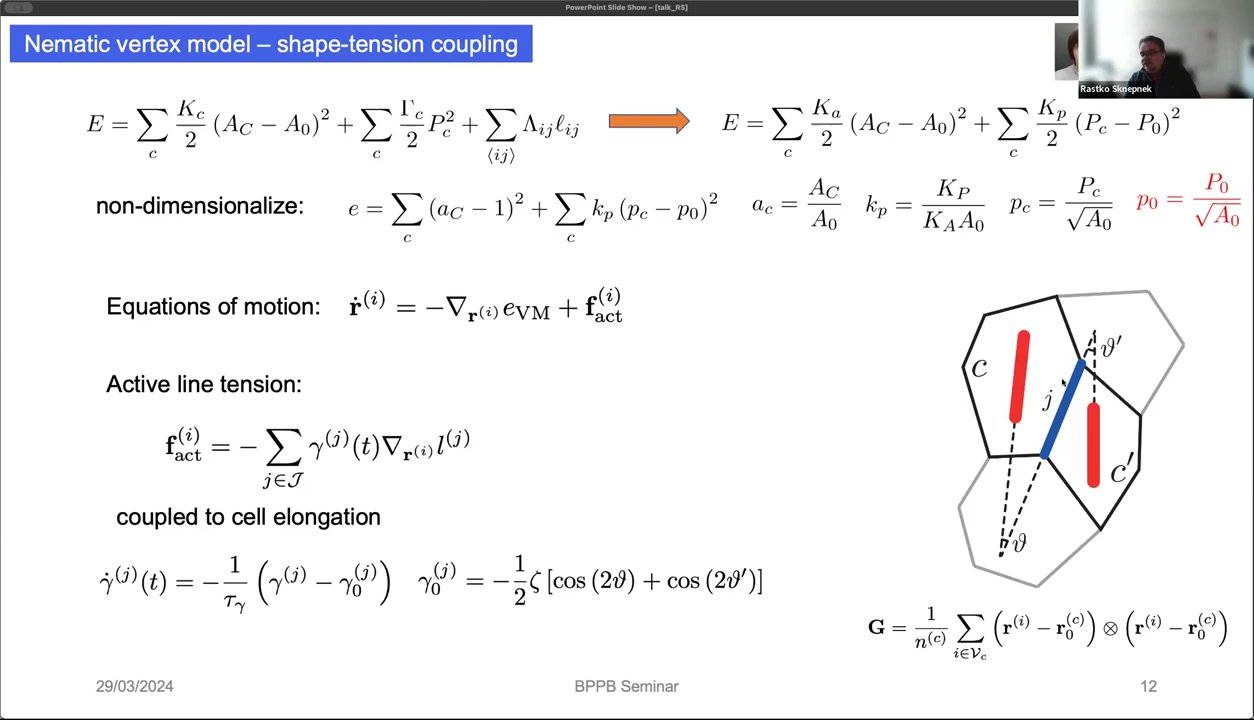 PowerPoint Slide Show – [talk_RS]
Nematic vertex model – shape-tension coupling
Rastko Sknepnek
E = ∑_c K_c/2 (A_C − A_0)² + ∑_c Γ_c/2 P_c² + ∑_⟨ij⟩ Λ_ij ℓ_ij
E = ∑_c K_a/2 (A_C − A_0)² + ∑_c K_p/2 (P_c − P_0)²
non-dimensionalize: e = ∑_c (a_C − 1)² + ∑_c k_p (p_c − p_0)² a_c = A_C/A_0 k_p = K_P/K_A A_0 p_c = P_c/√A_0 p_0 = P_0/√A_0
Equations of motion: ṙ^(i) = −∇_r^(i) e_VM + f_act^(i)
Active line tension:
f_act^(i) = − ∑_{j∈𝒥} γ^(j)(t)∇_r^(i) l^(j)
coupled to cell elongation
γ̇^(j)(t) = −1/τ_γ (γ^(j) − γ_0^(j)) γ_0^(j) = −1/2 ζ [cos (2ϑ) + cos (2ϑ′)]
c
j
ϑ′
c′
ϑ
G = 1/n^(c) ∑_{i∈𝒱_c} (r^(i) − r_0^(c)) ⊗ (r^(i) − r_0^(c))
29/03/2024
BPPB Seminar
12